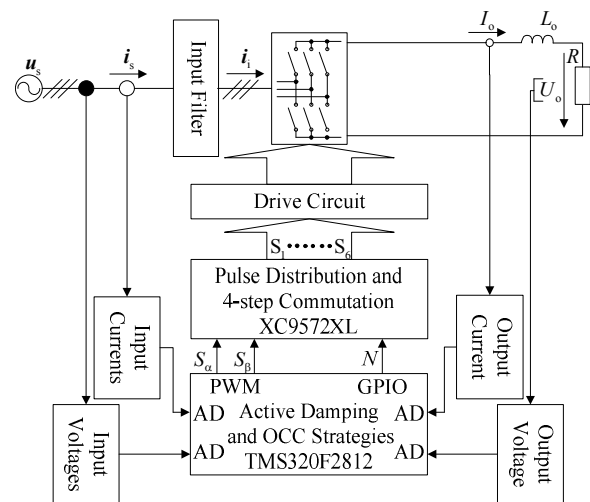 u_s
i_s
Input Filter
i_i
I_o
L_o
R
U_o
Drive Circuit
S_1 •••••• S_6
Pulse Distribution and
4-step Commutation
XC9572XL
Input
Currents
Output
Current
S_α
S_β
N
PWM
GPIO
AD
AD
Active Damping
and OCC Strategies
TMS320F2812
AD
AD
Input
Voltages
Output
Voltage